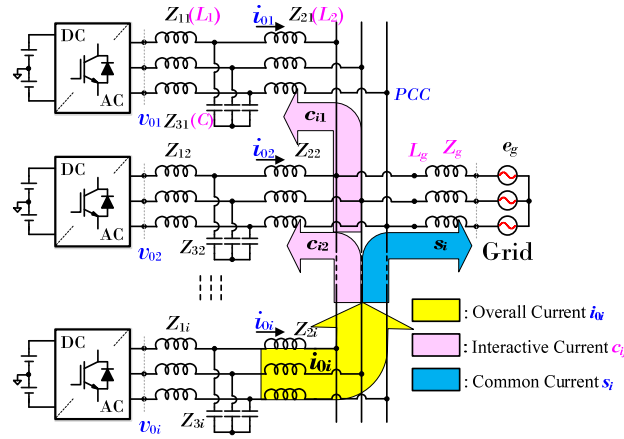 Z11(L1) i01 Z21(L2)
DC
AC
v01 Z31(C)
PCC
ci1
Z12 i02 Z22 Lg Zg eg
DC
AC
v02 Z32
ci2 si Grid
Z1i i0i Z2i
DC
AC
v0i Z3i
i0i
: Overall Current i0i
: Interactive Current ci
: Common Current si